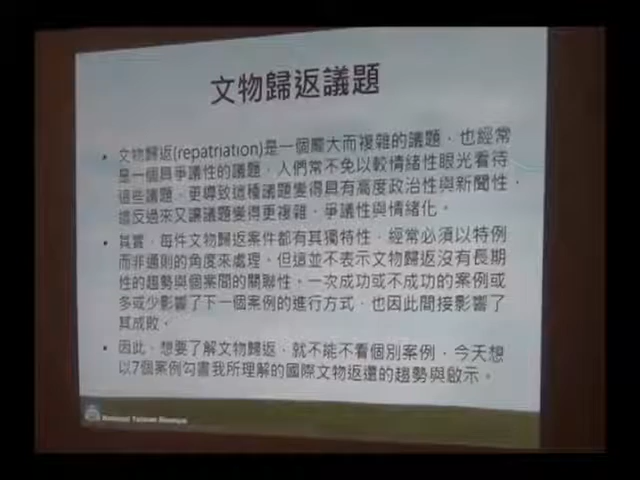 文物歸返議題
• 文物歸返(repatriation)是一個龐大而複雜的議題，也經常
是一個具爭議性的議題，人們常不免以較情緒性眼光看待
這些議題，更導致這種議題變得具有高度政治性與新聞性，
這反過來又讓議題變得更複雜、爭議性與情緒化。
• 其實，每件文物歸返案件都有其獨特性，經常必須以特例
而非通則的角度來處理，但這並不表示文物歸返沒有長期
性的趨勢與個案間的關聯性，一次成功或不成功的案例或
多或少影響了下一個案例的進行方式，也因此間接影響了
其成敗。
• 因此，想要了解文物歸返，就不能不看個別案例，今天想
以7個案例勾畫我所理解的國際文物返還的趨勢與啟示。
National Taiwan Museum